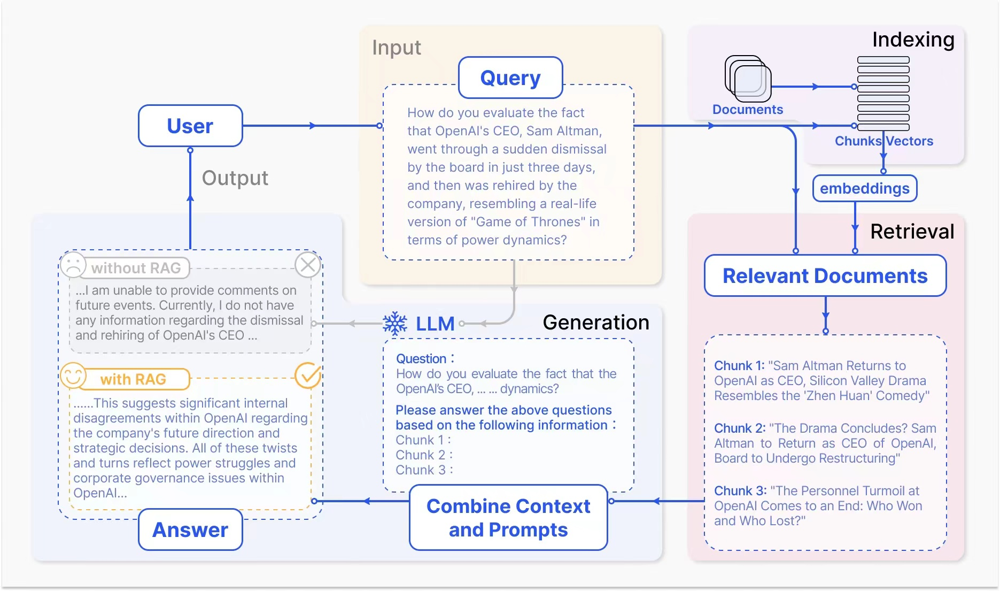 Input
Query
How do you evaluate the fact
that OpenAI's CEO, Sam Altman,
went through a sudden dismissal
by the board in just three days,
and then was rehired by the
company, resembling a real-life
version of "Game of Thrones" in
terms of power dynamics?
Indexing
Documents
Chunks Vectors
embeddings
User
Output
Retrieval
Relevant Documents
Chunk 1: "Sam Altman Returns to
OpenAI as CEO, Silicon Valley Drama
Resembles the 'Zhen Huan' Comedy"
Chunk 2: "The Drama Concludes? Sam
Altman to Return as CEO of OpenAI,
Board to Undergo Restructuring"
Chunk 3: "The Personnel Turmoil at
OpenAI Comes to an End: Who Won
and Who Lost?"
Generation
LLM
Question :
How do you evaluate the fact that the
OpenAI's CEO, ... ... dynamics?
Please answer the above questions
based on the following information :
Chunk 1 :
Chunk 2 :
Chunk 3 :
Combine Context
and Prompts
without RAG
...I am unable to provide comments on
future events. Currently, I do not have
any information regarding the dismissal
and rehiring of OpenAI's CEO ...
with RAG
......This suggests significant internal
disagreements within OpenAI regarding
the company's future direction and
strategic decisions. All of these twists
and turns reflect power struggles and
corporate governance issues within
OpenAI...
Answer